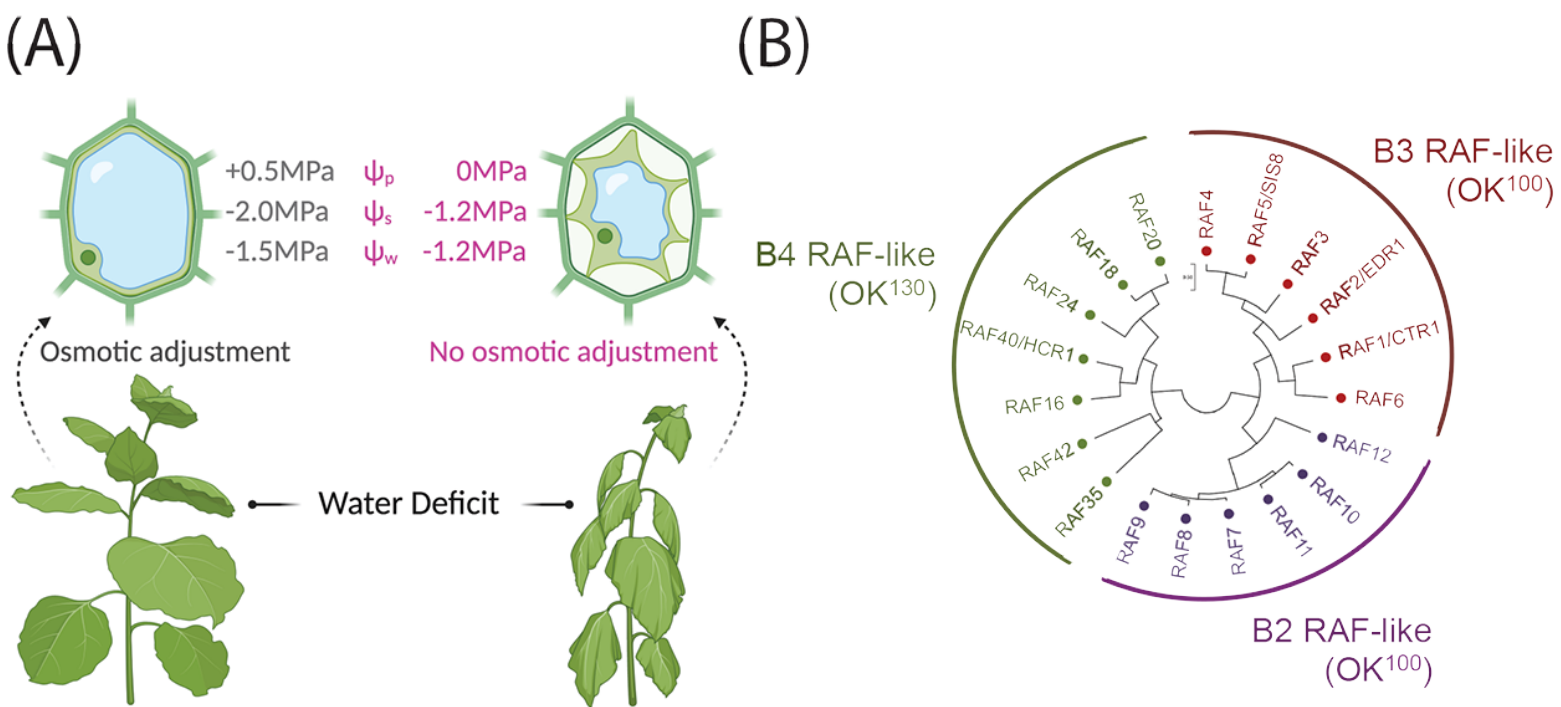 (A)
+0.5MPa ψp 0MPa
-2.0MPa ψs -1.2MPa
-1.5MPa ψw -1.2MPa
Osmotic adjustment
No osmotic adjustment
Water Deficit
(B)
B3 RAF-like
(OK100)
RAF4
RAF5/SIS8
RAF3
RAF2/EDR1
RAF1/CTR1
RAF6
RAF12
RAF10
RAF11
RAF7
RAF8
RAF9
B2 RAF-like
(OK100)
RAF35
RAF42
RAF16
RAF40/HCR1
RAF24
RAF18
RAF20
B4 RAF-like
(OK130)